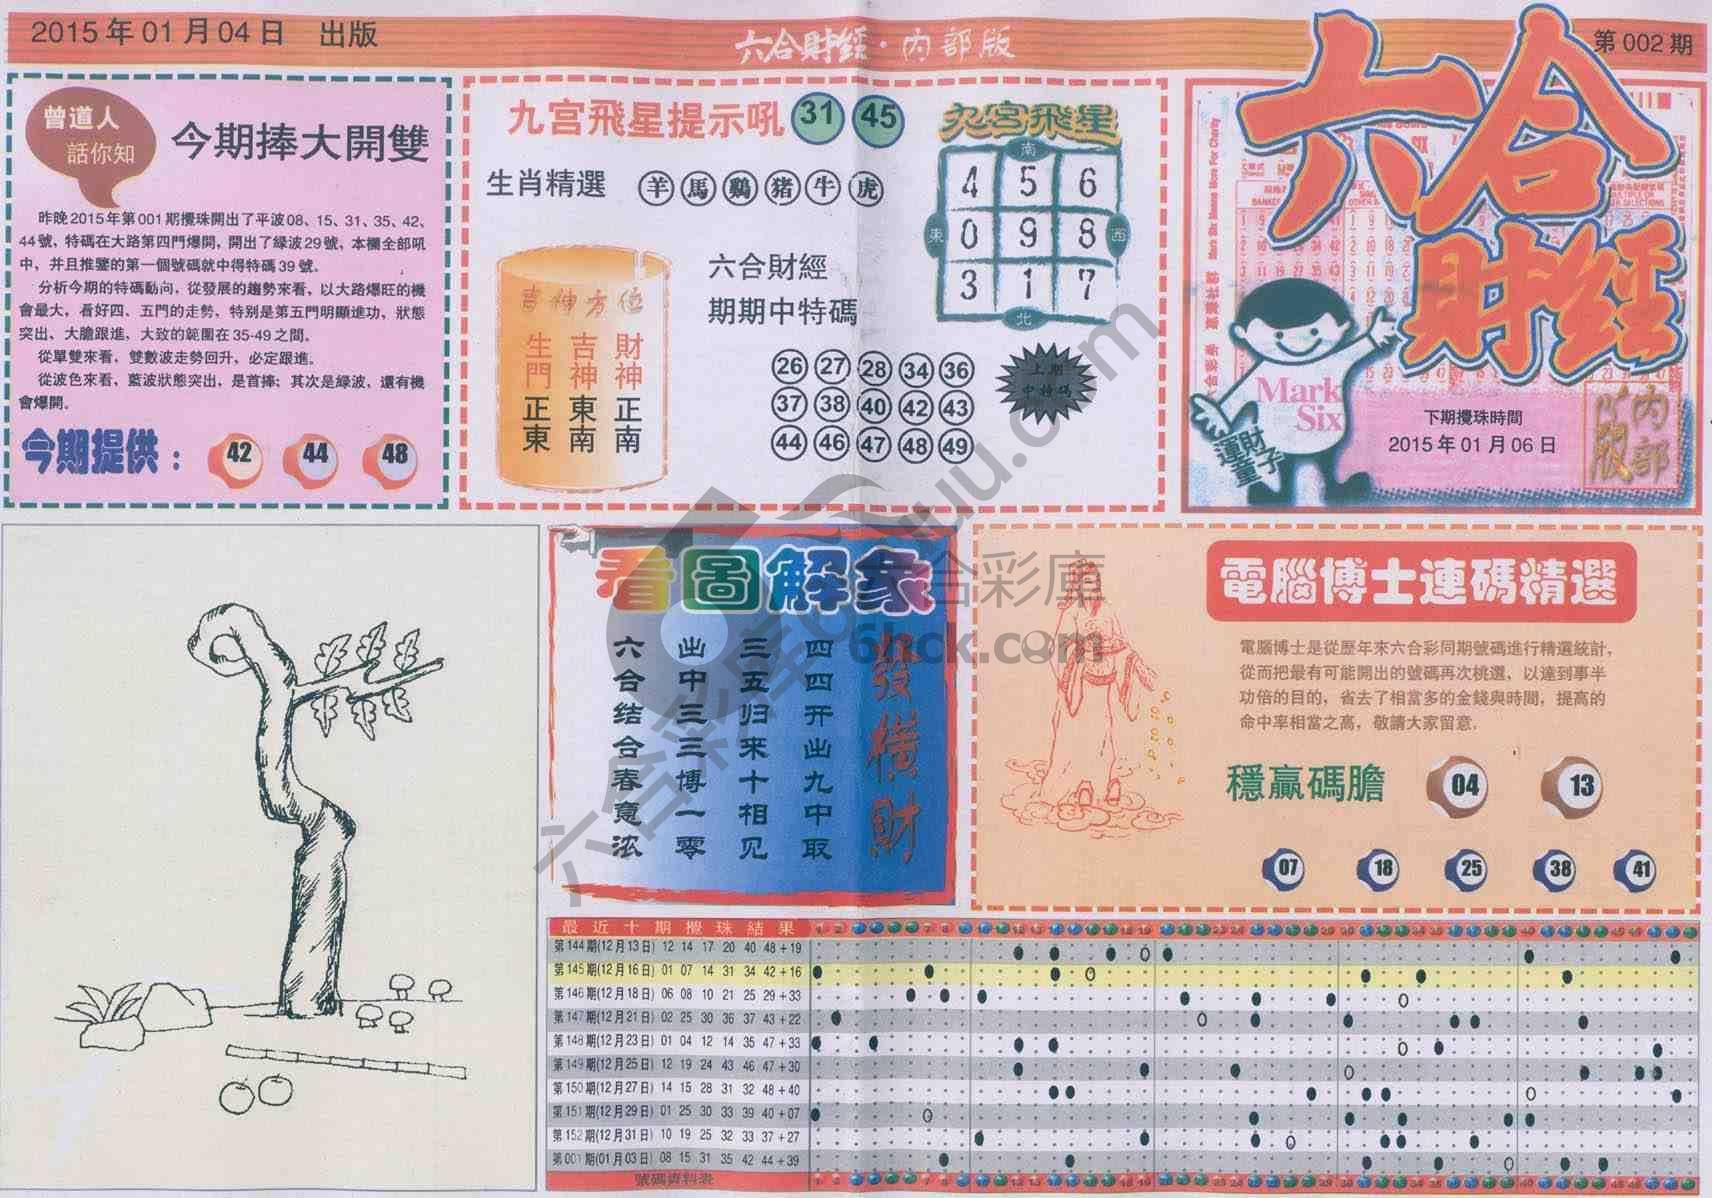 2015年01月04日 出版
六合財經·内部版
第002期
曾道人
話你知
今期捧大開雙
昨晚2015年第001期攪珠開出了平波08、15、31、35、42、
44號，特碼在大路第四門爆開，開出了綠波29號，本欄全部吼
中，并且推鑒的第一個號碼就中得特碼39號。
分析今期的特碼動向，從發展的趨勢來看，以大路爆旺的機
會最大，看好四、五門的走勢，特別是第五門明顯進功，狀態
突出、大膽跟進，大致的範圍在35-49之間。
從單雙來看，雙數波走勢回升，必定跟進。
從波色來看，藍波狀態突出，是首捧；其次是綠波，還有機
會爆開。
今期提供：
42 44 48
九宮飛星提示吼 31 45
生肖精選 羊 馬 鷄 猪 牛 虎
吉神方位
生門 吉神 財神
正東 東南 正南
六合財經
期期中特碼
26 27 28 34 36
37 38 40 42 43
44 46 47 48 49
上期
中特碼
九宮飛星
南
4 5 6
東 0 9 8 西
3 1 7
北
六合
財經
Mark
Six
運財
童子
下期攪珠時間
2015年01月06日
内部
版
看圖解象
發橫財
四四开出九中取
三五归來十相见
出中三三博一零
六合结合春意浓
電腦博士連碼精選
電腦博士是從歷年來六合彩同期號碼進行精選統計，
從而把最有可能開出的號碼再次桃選，以達到事半
功倍的目的，省去了相當多的金錢與時間，提高的
命中率相當之高，敬請大家留意.
穩贏碼膽 04 13
07 18 25 38 41
最近十期攪珠結果
第144期(12月13日) 12 14 17 20 40 48+19
第145期(12月16日) 01 07 14 31 34 42+16
第146期(12月18日) 06 08 10 21 25 29+33
第147期(12月21日) 02 25 30 36 37 43+22
第148期(12月23日) 01 04 12 14 35 47+33
第149期(12月25日) 12 19 24 43 46 47+30
第150期(12月27日) 14 15 28 31 32 48+40
第151期(12月29日) 01 25 30 33 39 40+07
第152期(12月31日) 10 19 25 32 33 37+27
第001期(01月03日) 08 15 31 35 42 44+39
號碼資料表
六合彩庫
6hck.com